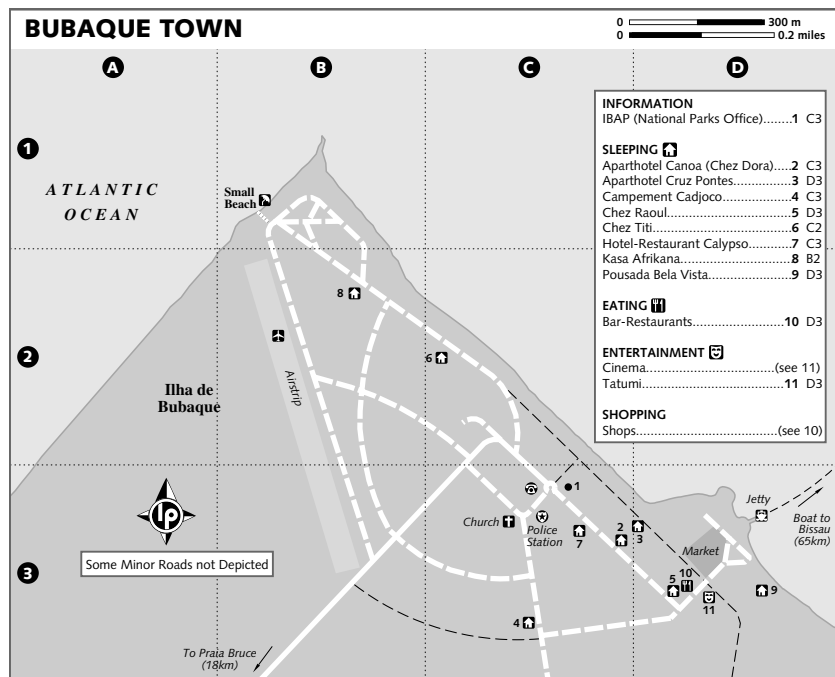 BUBAQUE TOWN
0 300 m
0 0.2 miles
A B C D
INFORMATION
IBAP (National Parks Office)........1 C3
SLEEPING
Aparthotel Canoa (Chez Dora)....2 C3
Aparthotel Cruz Pontes...............3 D3
Campement Cadjoco..................4 C3
Chez Raoul................................5 D3
Chez Titi....................................6 C2
Hotel-Restaurant Calypso............7 C3
Kasa Afrikana.............................8 B2
Pousada Bela Vista......................9 D3
EATING
Bar-Restaurants........................10 D3
ENTERTAINMENT
Cinema...............................(see 11)
Tatumi.....................................11 D3
SHOPPING
Shops..................................(see 10)
1
ATLANTIC
OCEAN
Small
Beach
8
2
6
Airstrip
Ilha de
Bubaque
1
Jetty
Boat to
Bissau
(65km)
lp
Church
Police
Station
7
2
3
Market
Some Minor Roads not Depicted
3
10
5
11
9
4
To Praia Bruce
(18km)